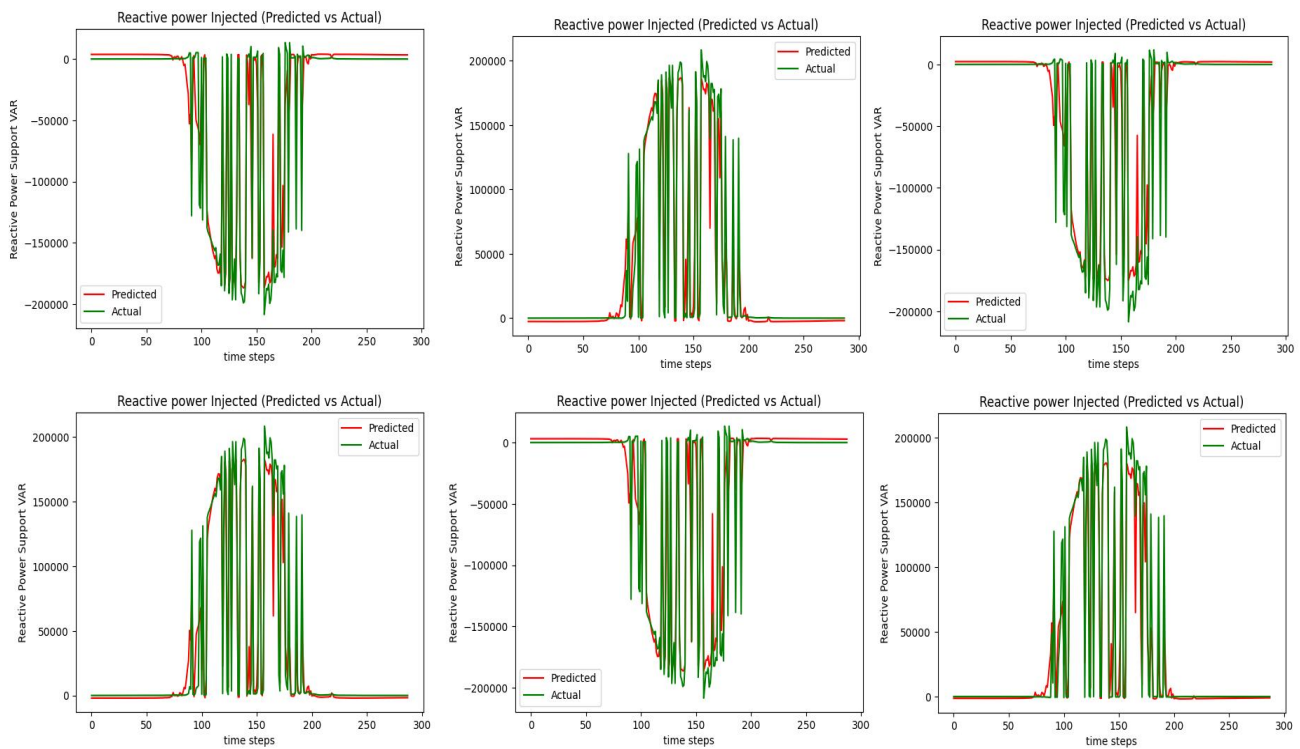 Reactive power Injected (Predicted vs Actual)
Reactive Power Support VAR
0
−50000
−100000
−150000
−200000
Predicted
Actual
0 50 100 150 200 250 300
time steps
Reactive power Injected (Predicted vs Actual)
Reactive Power Support VAR
200000
150000
100000
50000
0
Predicted
Actual
0 50 100 150 200 250 300
time steps
Reactive power Injected (Predicted vs Actual)
Reactive Power Support VAR
0
−50000
−100000
−150000
−200000
Predicted
Actual
0 50 100 150 200 250 300
time steps
Reactive power Injected (Predicted vs Actual)
Reactive Power Support VAR
200000
150000
100000
50000
0
Predicted
Actual
0 50 100 150 200 250 300
time steps
Reactive power Injected (Predicted vs Actual)
Reactive Power Support VAR
0
−50000
−100000
−150000
−200000
Predicted
Actual
0 50 100 150 200 250 300
time steps
Reactive power Injected (Predicted vs Actual)
Reactive Power Support VAR
200000
150000
100000
50000
0
Predicted
Actual
0 50 100 150 200 250 300
time steps